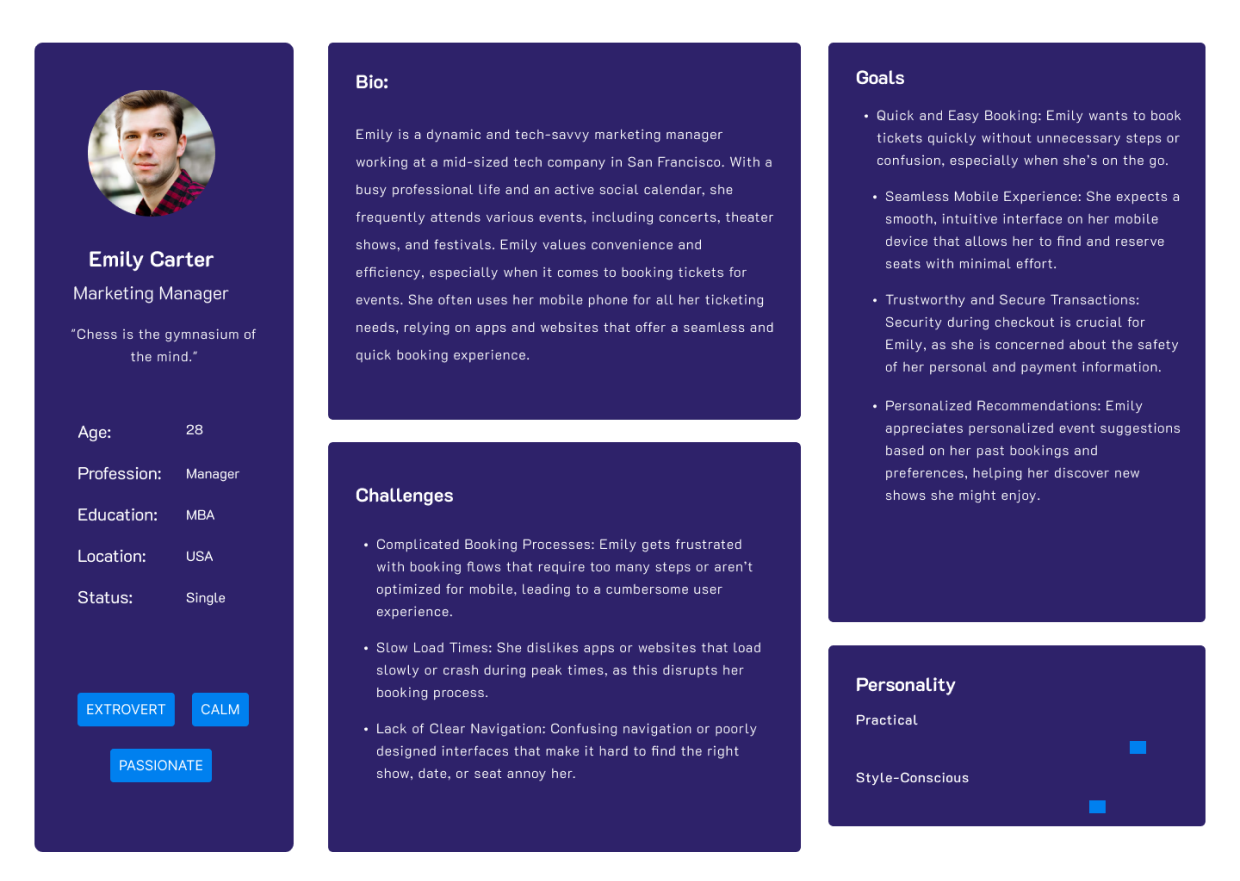 Emily Carter
Marketing Manager
"Chess is the gymnasium of
the mind."
Age: 28
Profession: Manager
Education: MBA
Location: USA
Status: Single
EXTROVERT CALM
PASSIONATE
Bio:
Emily is a dynamic and tech-savvy marketing manager
working at a mid-sized tech company in San Francisco. With a
busy professional life and an active social calendar, she
frequently attends various events, including concerts, theater
shows, and festivals. Emily values convenience and
efficiency, especially when it comes to booking tickets for
events. She often uses her mobile phone for all her ticketing
needs, relying on apps and websites that offer a seamless and
quick booking experience.
Challenges
• Complicated Booking Processes: Emily gets frustrated
with booking flows that require too many steps or aren't
optimized for mobile, leading to a cumbersome user
experience.
• Slow Load Times: She dislikes apps or websites that load
slowly or crash during peak times, as this disrupts her
booking process.
• Lack of Clear Navigation: Confusing navigation or poorly
designed interfaces that make it hard to find the right
show, date, or seat annoy her.
Goals
• Quick and Easy Booking: Emily wants to book
tickets quickly without unnecessary steps or
confusion, especially when she's on the go.
• Seamless Mobile Experience: She expects a
smooth, intuitive interface on her mobile
device that allows her to find and reserve
seats with minimal effort.
• Trustworthy and Secure Transactions:
Security during checkout is crucial for
Emily, as she is concerned about the safety
of her personal and payment information.
• Personalized Recommendations: Emily
appreciates personalized event suggestions
based on her past bookings and
preferences, helping her discover new
shows she might enjoy.
Personality
Practical
Style-Conscious